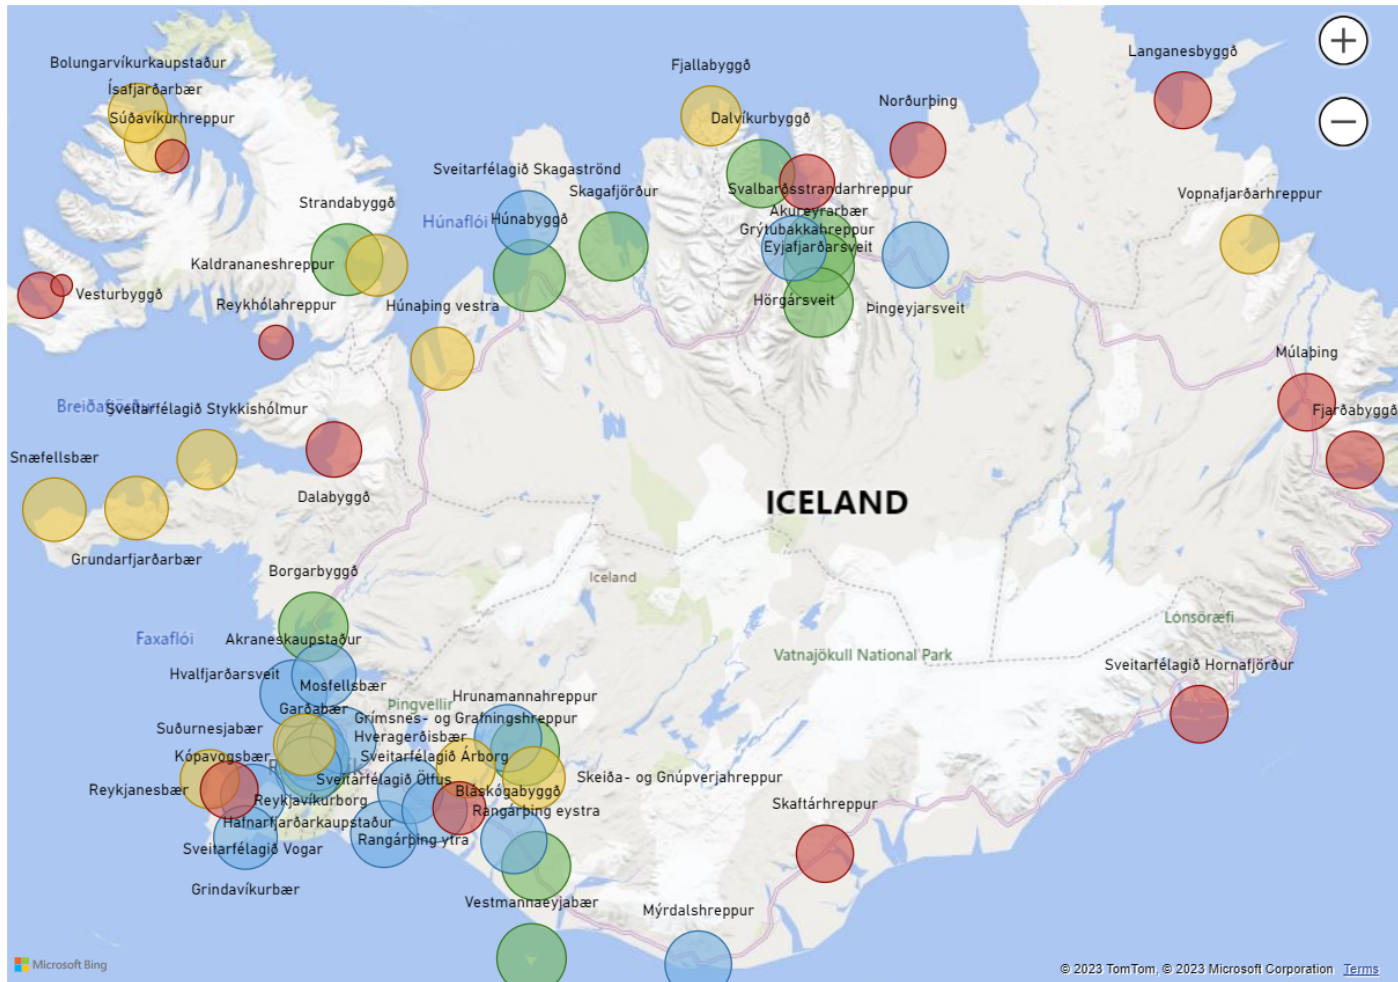 Bolungarvíkurkaupstaður
Ísafjarðarbær
Súðavíkurhreppur
Fjallabyggð
Langanesbyggð
Norðurþing
Dalvíkurbyggð
Sveitarfélagið Skagaströnd
Skagafjörður
Svalbarðsstrandarhreppur
Vopnafjarðarhreppur
Strandabyggð
Húnaflói
Húnabyggð
Akureyrarbær
Grýtubakkahreppur
Eyjafjarðarsveit
Kaldrananeshreppur
Vesturbyggð
Reykhólahreppur
Húnaþing vestra
Hörgársveit
Þingeyjarsveit
Múlaþing
Fjarðabyggð
Sveitarfélagið Stykkishólmur
Snæfellsbær
Dalabyggð
ICELAND
Grundarfjarðarbær
Borgarbyggð
Iceland
Lónsöræfi
Faxaflói
Akraneskaupstaður
Vatnajökull National Park
Sveitarfélagið Hornafjörður
Hvalfjarðarsveit
Mosfellsbær
Hrunamannahreppur
Þingvellir
Garðabær
Grímsnes- og Grafningshreppur
Suðurnesjabær
Hveragerðisbær
Kópavogsbær
Sveitarfélagið Árborg
Sveitarfélagið Ölfus
Skeiða- og Gnúpverjahreppur
Reykjanesbær
Bláskógabyggð
Reykjavíkurborg
Rangárþing eystra
Skaftárhreppur
Hafnarfjarðarkaupstaður
Rangárþing ytra
Sveitarfélagið Vogar
Grindavíkurbær
Vestmannaeyjabær
Mýrdalshreppur
Microsoft Bing
© 2023 TomTom, © 2023 Microsoft Corporation Terms